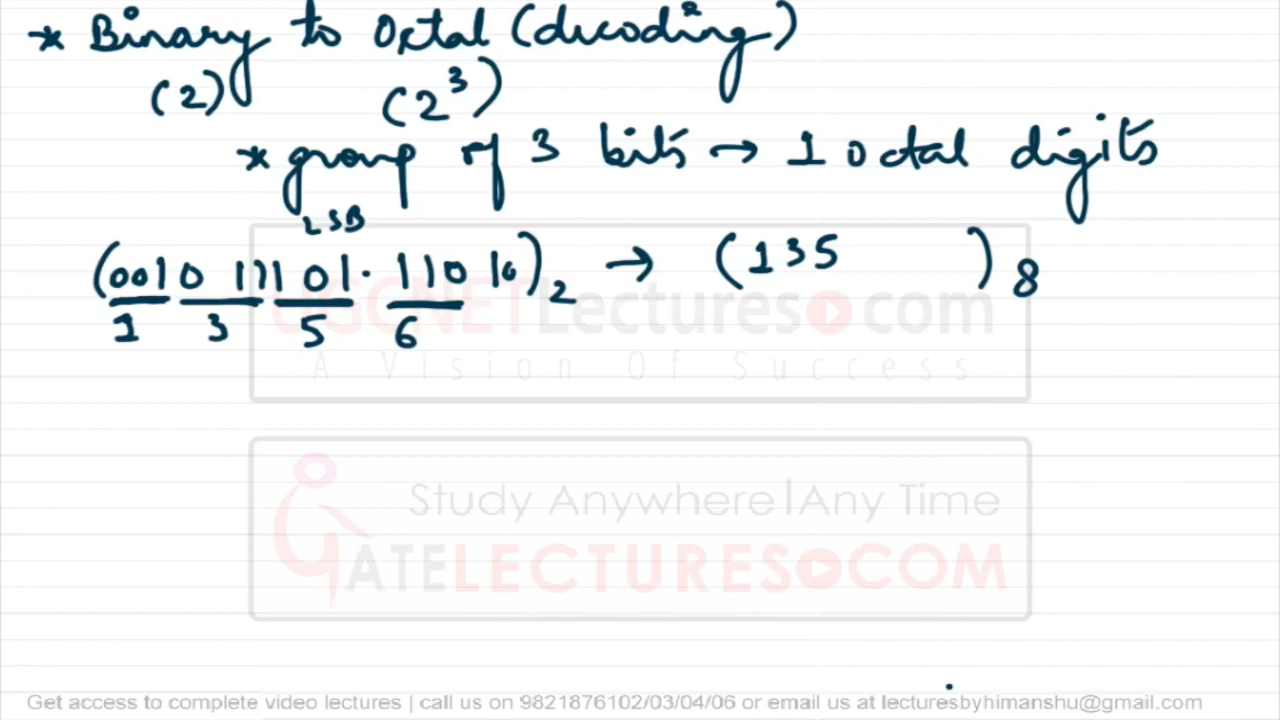 * Binary to Octal (decoding)
(2) (2³)
* group of 3 bits → 1 octal digits
LSB
(0010 11101. 110 10)₂ → (135 )₈
1 3 5 6
UGCNETLectures.com
A Vision Of Success
Study Anywhere|Any Time
GATELECTURES.COM
Get access to complete video lectures | call us on 9821876102/03/04/06 or email us at lecturesbyhimanshu@gmail.com